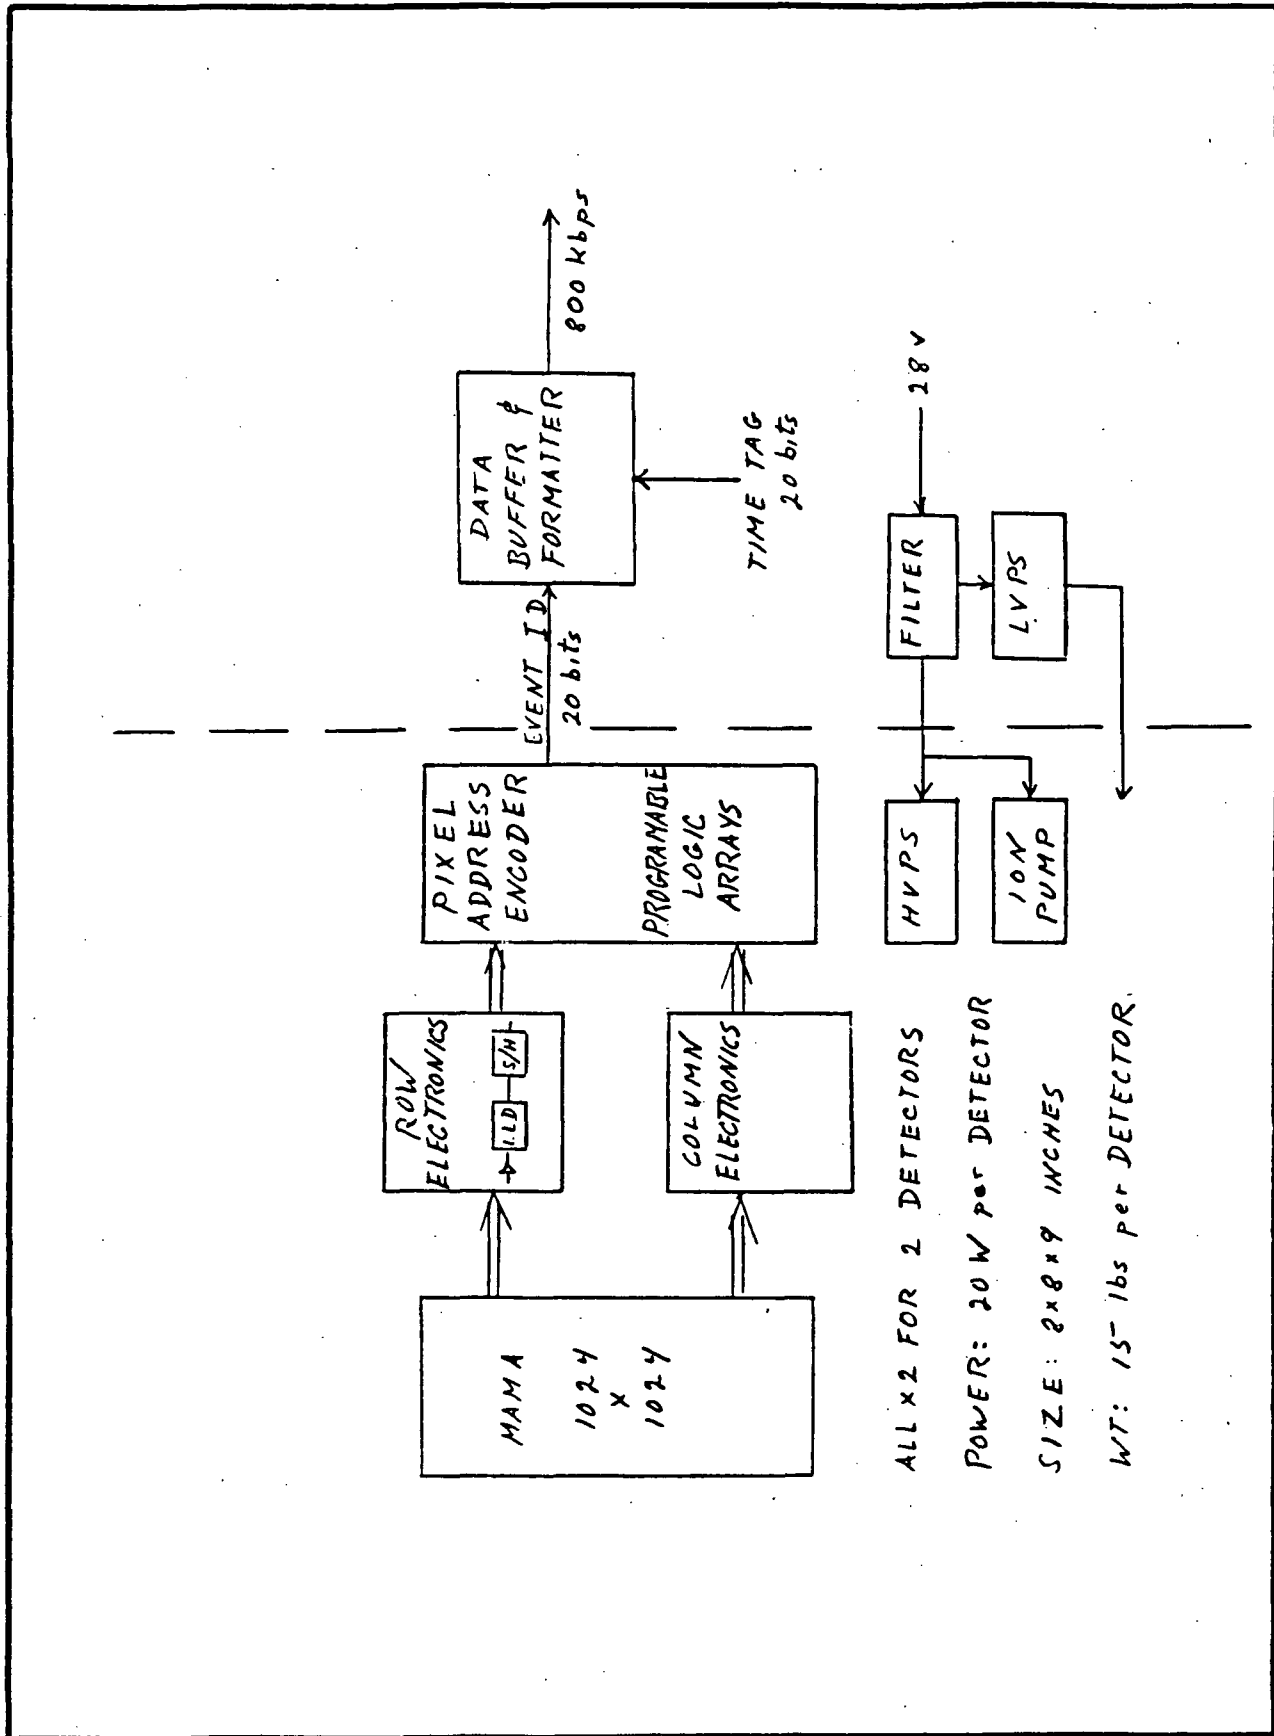 MAMA
1024
X
1024
ROW
ELECTRONICS
LLD
S/H
COLUMN
ELECTRONICS
PIXEL
ADDRESS
ENCODER
PROGRAMABLE
LOGIC
ARRAYS
EVENT ID
20 bits
DATA
BUFFER &
FORMATTER
800 kbps
TIME TAG
20 bits
HVPS
ION
PUMP
FILTER
LVPS
28 V
ALL X2 FOR 2 DETECTORS
POWER: 20 W per DETECTOR
SIZE: 8x8x9 INCHES
WT: 15 lbs per DETECTOR.